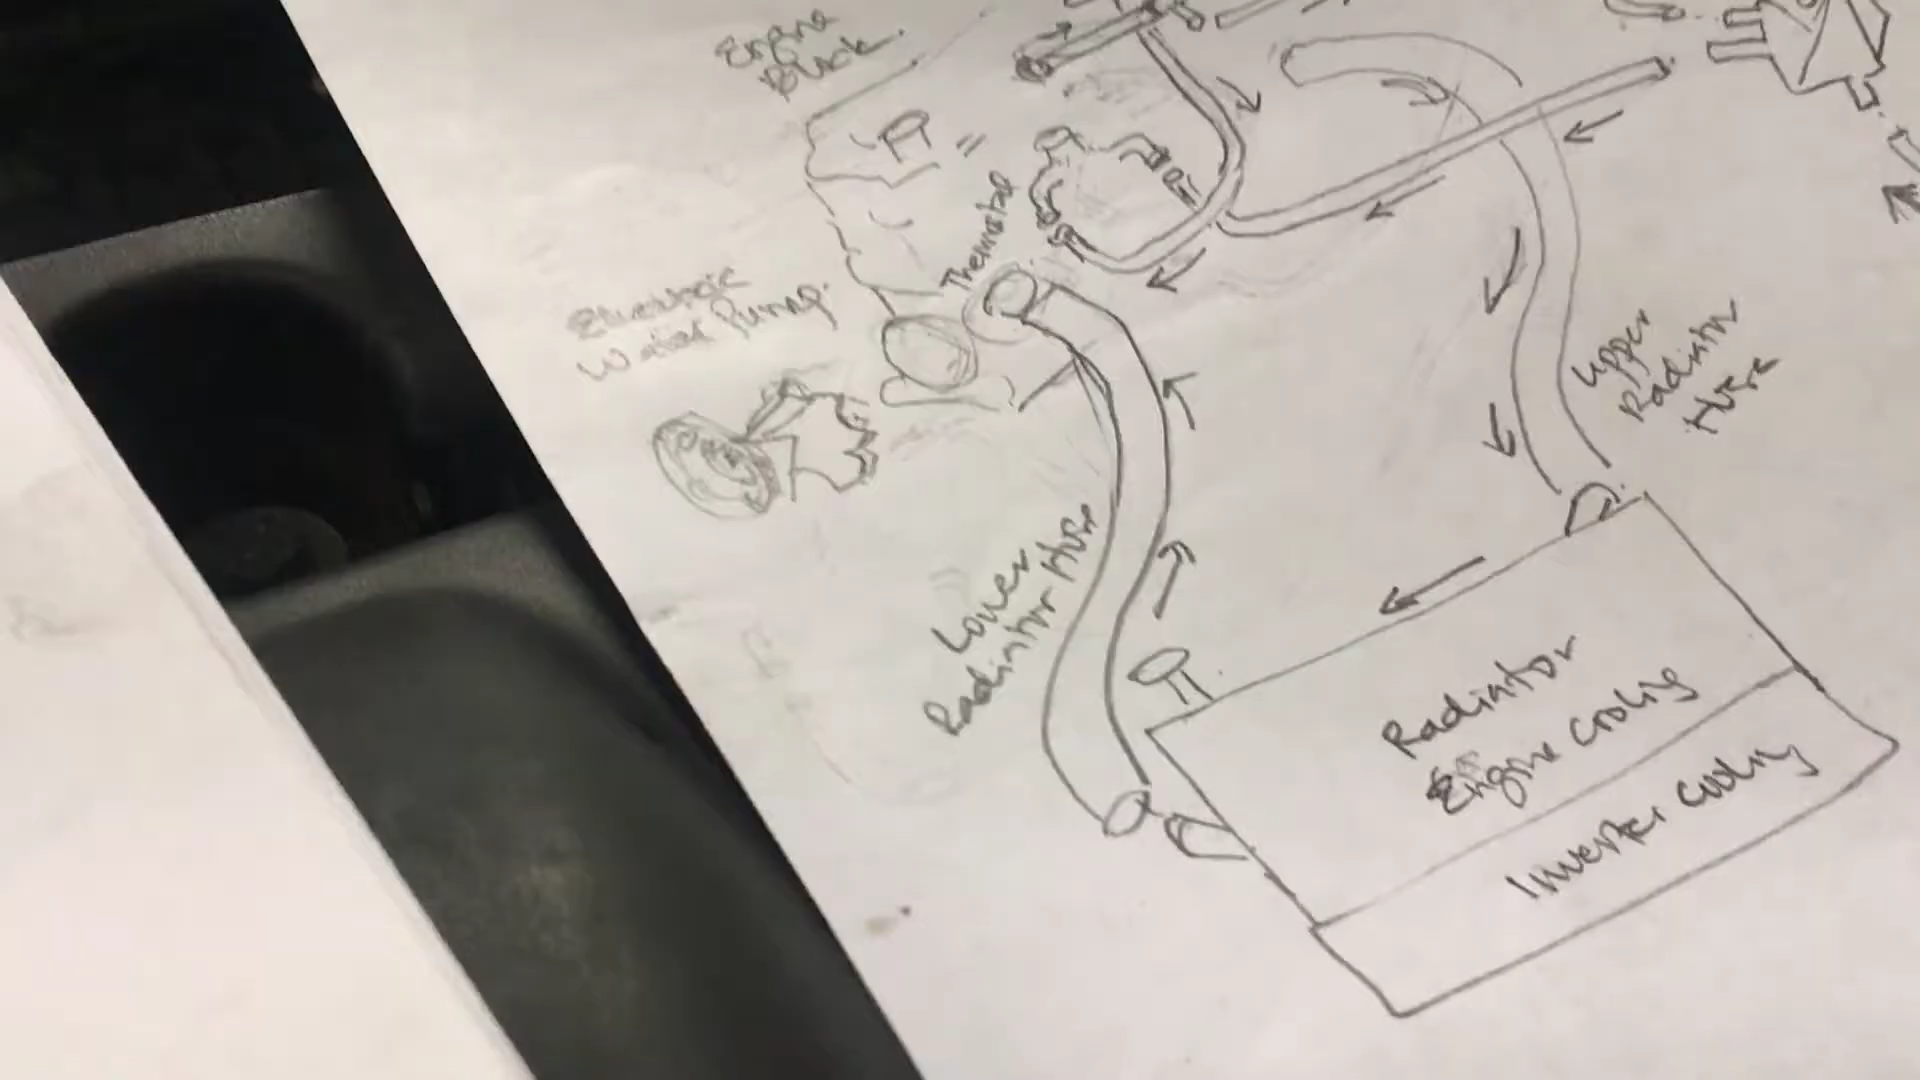 Engine
Block.
Thermostat
Electric
Water Pump.
Upper
Radiator
Hose
Lower
Radiator Hose
Radiator
Engine Cooling
Inverter Cooling